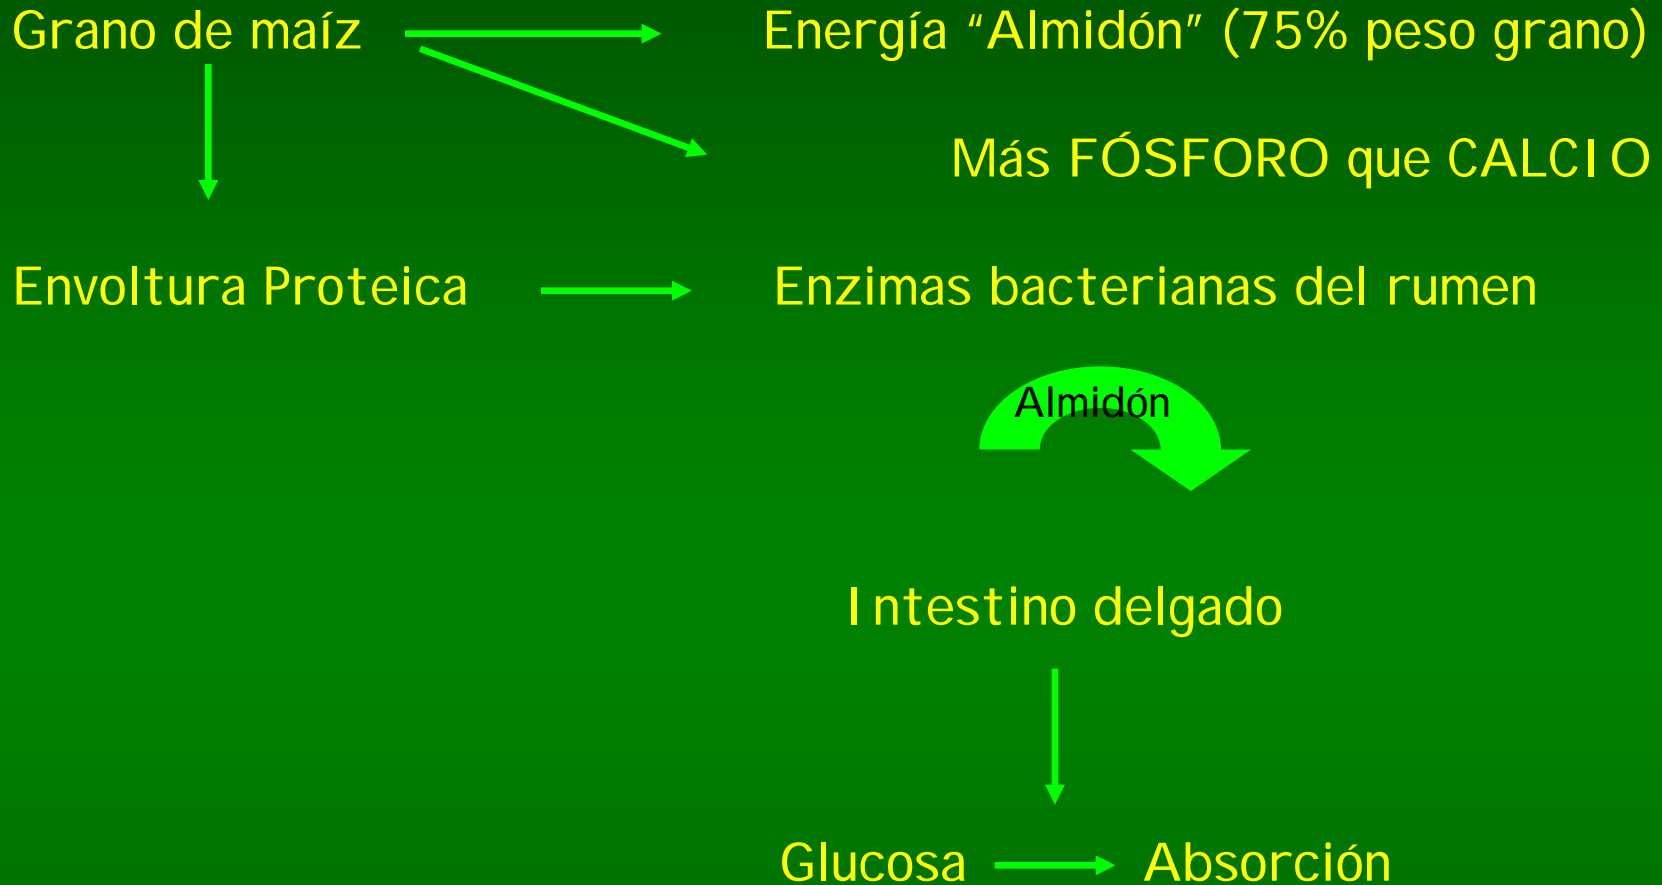 Grano de maíz Energía “Almidón” (75% peso grano)
Más FÓSFORO que CALCIO
Envoltura Proteica Enzimas bacterianas del rumen
Almidón
Intestino delgado
Glucosa Absorción